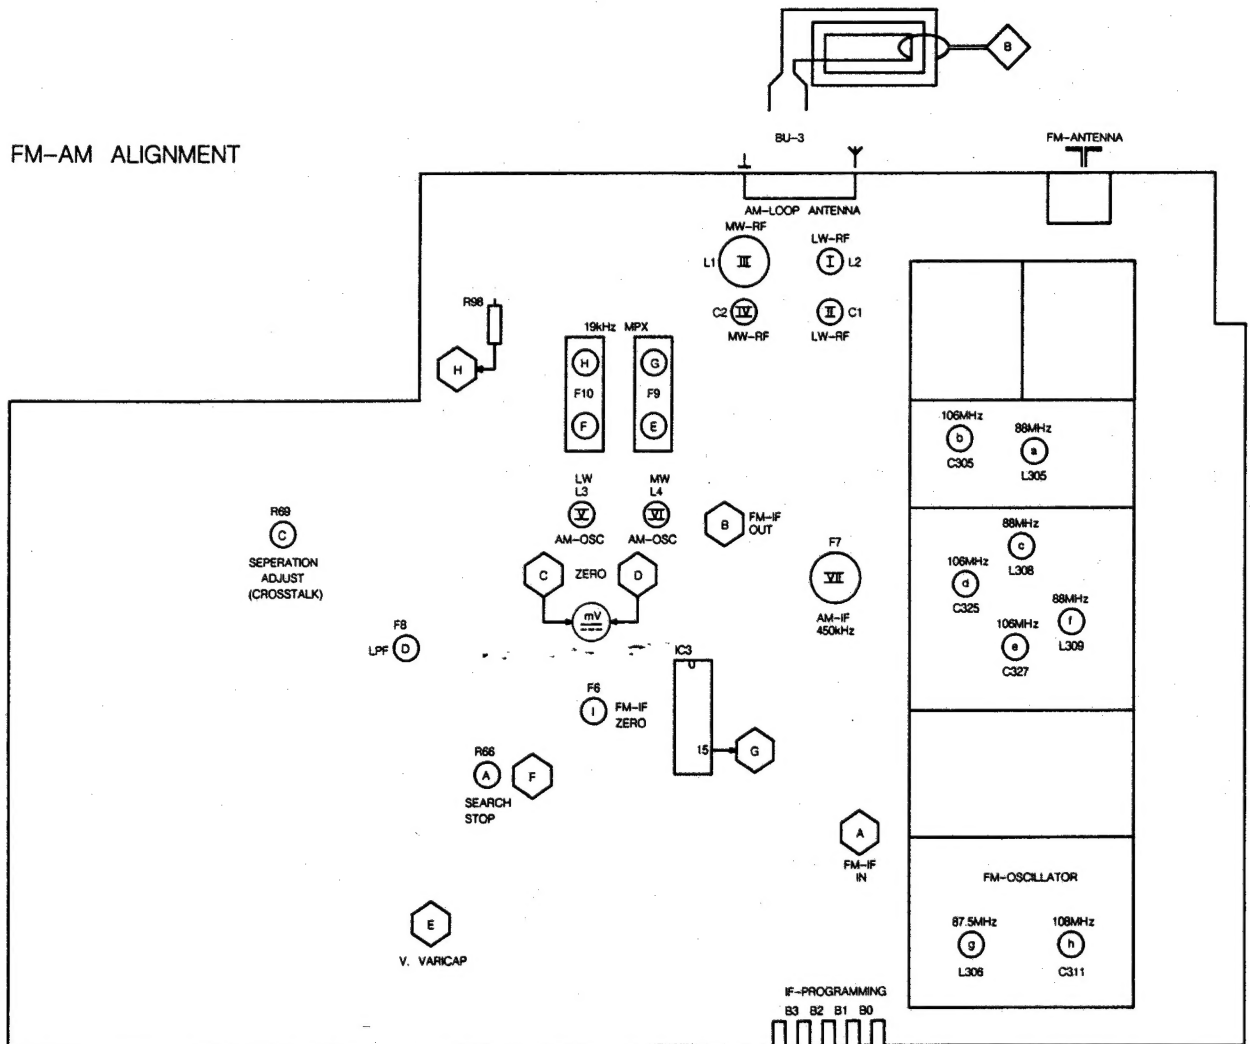 B
BU-3
FM-ANTENNA
FM-AM ALIGNMENT
AM-LOOP ANTENNA
MW-RF
LW-RF
L1 III
I L2
C2 IV
II C1
MW-RF
LW-RF
R98
H
19kHz MPX
H
G
F10
F9
F
E
106MHz
b
C305
88MHz
a
L305
LW
L3
V
AM-OSC
MW
L4
VI
AM-OSC
B
FM-IF
OUT
R69
C
SEPERATION
ADJUST
(CROSSTALK)
C
ZERO
D
mV
F7
VII
AM-IF
450kHz
88MHz
c
L308
106MHz
d
C325
88MHz
f
L309
106MHz
e
C327
F8
LPF D
IC3
15
G
F6
I
FM-IF
ZERO
R66
A
F
SEARCH
STOP
A
FM-IF
IN
FM-OSCILLATOR
87.5MHz
g
L306
108MHz
h
C311
E
V. VARICAP
IF-PROGRAMMING
B3 B2 B1 B0